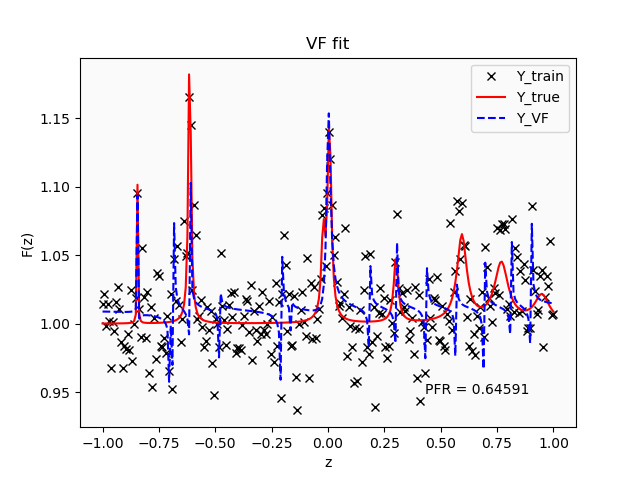 VF fit
Y_train
Y_true
Y_VF
1.15
1.10
1.05
1.00
0.95
F(z)
PFR = 0.64591
−1.00 −0.75 −0.50 −0.25 0.00 0.25 0.50 0.75 1.00
z